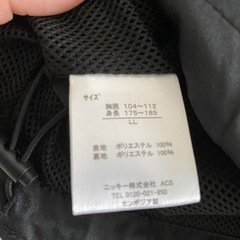 サイズ
胸囲 104～112
身長 175～185
LL
表地 ポリエステル 100%
裏地 ポリエステル 100%
ニッキー株式会社 ACG
TEL 0120-021-950
カンボジア製